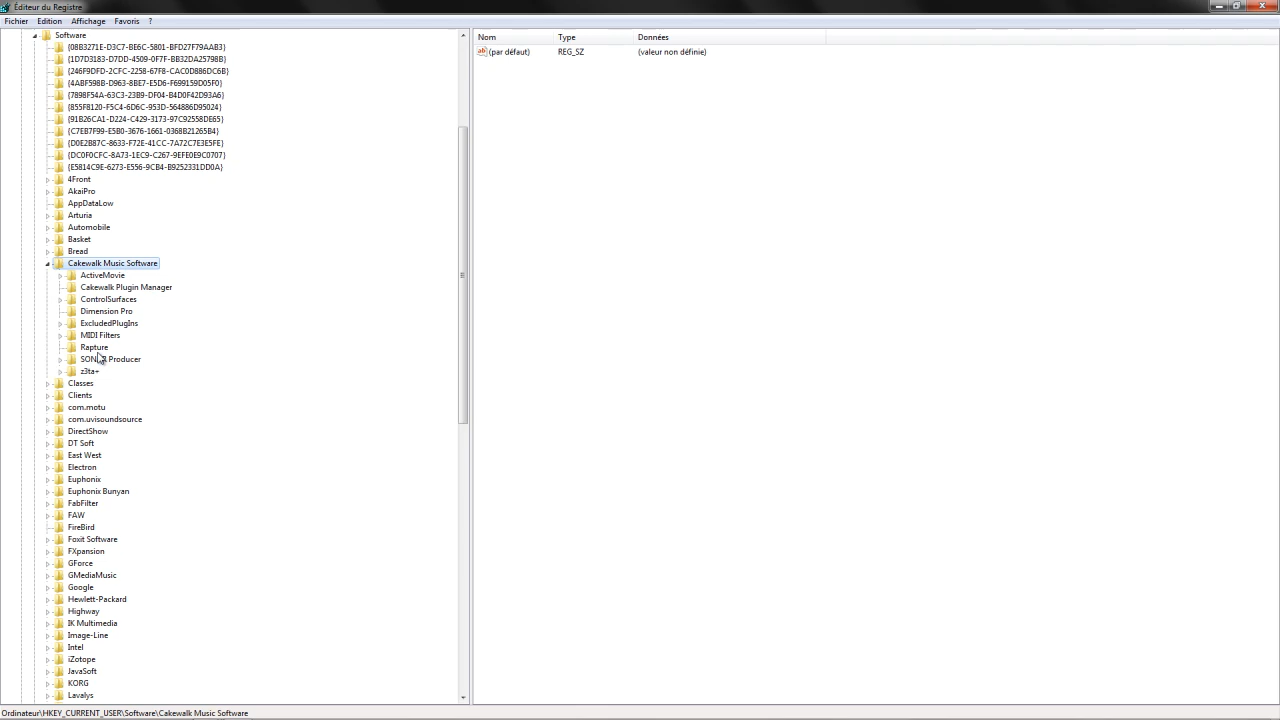 Éditeur du Registre
Fichier Edition Affichage Favoris ?
Software
{08B3271E-D3C7-BE6C-5801-BFD27F79AAB3}
{1D7D3183-D7DD-4509-0F7F-BB32DA25798B}
{246F9DFD-2CFC-2258-67F8-CAC0D886DC6B}
{4ABF598B-D963-8BE7-E5D6-F699159D05F0}
{7898F54A-63C3-23B9-DF04-B4D0F42D93A6}
{855F8120-F5C4-6D6C-953D-564886D95024}
{91B26CA1-D224-C429-3173-97C92558DE65}
{C7EB7F99-E5B0-3676-1661-0368B21265B4}
{D0E2B87C-8633-F72E-41CC-7A72C7E3E5FE}
{DC0F0CFC-8A73-1EC9-C267-9EFE0E9C0707}
{E5814C9E-6273-E556-9CB4-B9252331DD0A}
4Front
AkaiPro
AppDataLow
Arturia
Automobile
Basket
Bread
Cakewalk Music Software
ActiveMovie
Cakewalk Plugin Manager
ControlSurfaces
Dimension Pro
ExcludedPlugIns
MIDI Filters
Rapture
SONAR Producer
z3ta+
Classes
Clients
com.motu
com.uvisoundsource
DirectShow
DT Soft
East West
Electron
Euphonix
Euphonix Bunyan
FabFilter
FAW
FireBird
Foxit Software
FXpansion
GForce
GMediaMusic
Google
Hewlett-Packard
Highway
IK Multimedia
Image-Line
Intel
iZotope
JavaSoft
KORG
Lavalys
Nom Type Données
(par défaut) REG_SZ (valeur non définie)
Ordinateur\HKEY_CURRENT_USER\Software\Cakewalk Music Software